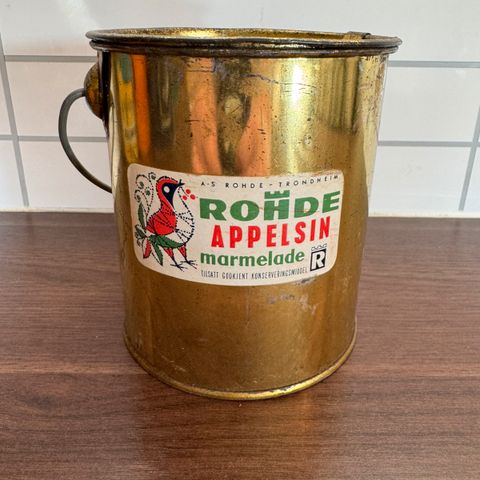 A-S ROHDE - TRONDHEIM
ROHDE
APPELSIN
marmelade
R
TILSATT GODKJENT KONSERVERINGSMIDDEL